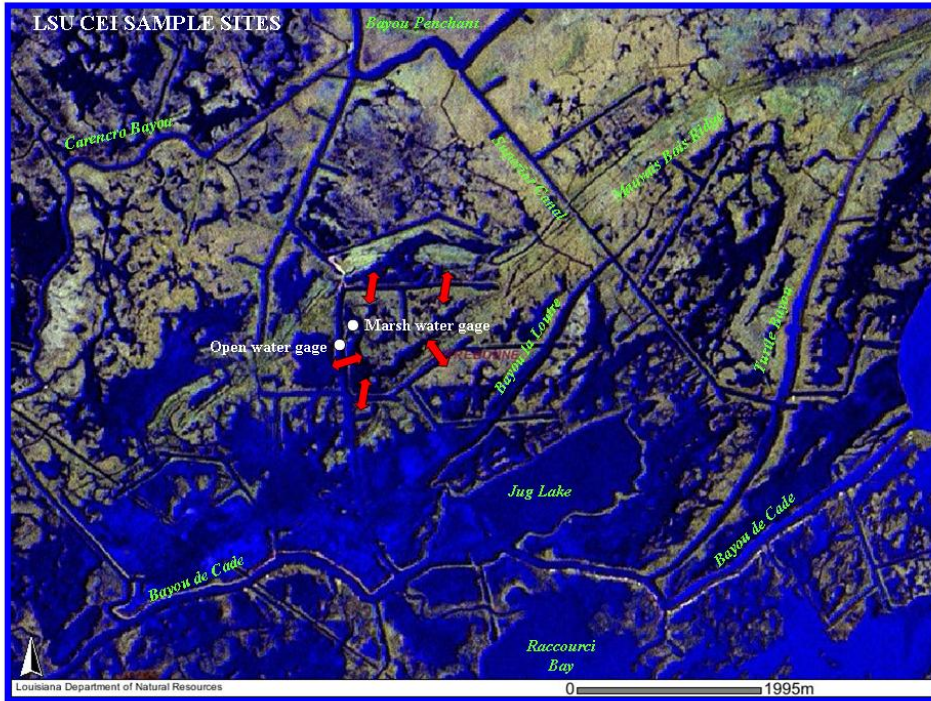 LSU CEI SAMPLE SITES
Bayou Penchant
Carencro Bayou
Mauvais Bois Ridge
Canal
Marsh water gage
Open water gage
Bayou la Loutre
Turtle Bayou
Jug Lake
Bayou de Cade
Bayou de Cade
Raccourci
Bay
Louisiana Department of Natural Resources
0 1995m